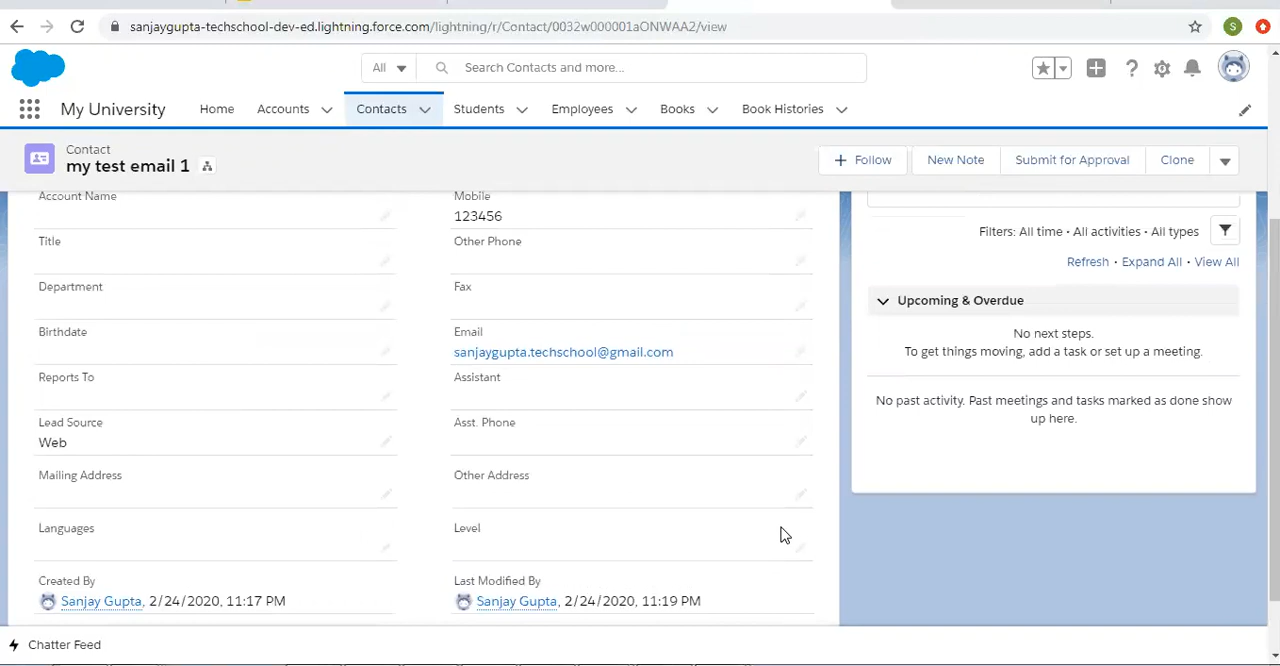 sanjaygupta-techschool-dev-ed.lightning.force.com/lightning/r/Contact/0032w000001aONWAA2/view
S
All
Search Contacts and more...
My University
Home
Accounts
Contacts
Students
Employees
Books
Book Histories
Contact
my test email 1
Follow
New Note
Submit for Approval
Clone
Account Name
Mobile
123456
Title
Other Phone
Department
Fax
Birthdate
Email
sanjaygupta.techschool@gmail.com
Reports To
Assistant
Lead Source
Web
Asst. Phone
Mailing Address
Other Address
Languages
Level
Created By
Sanjay Gupta, 2/24/2020, 11:17 PM
Last Modified By
Sanjay Gupta, 2/24/2020, 11:19 PM
Filters: All time • All activities • All types
Refresh • Expand All • View All
Upcoming & Overdue
No next steps.
To get things moving, add a task or set up a meeting.
No past activity. Past meetings and tasks marked as done show
up here.
Chatter Feed